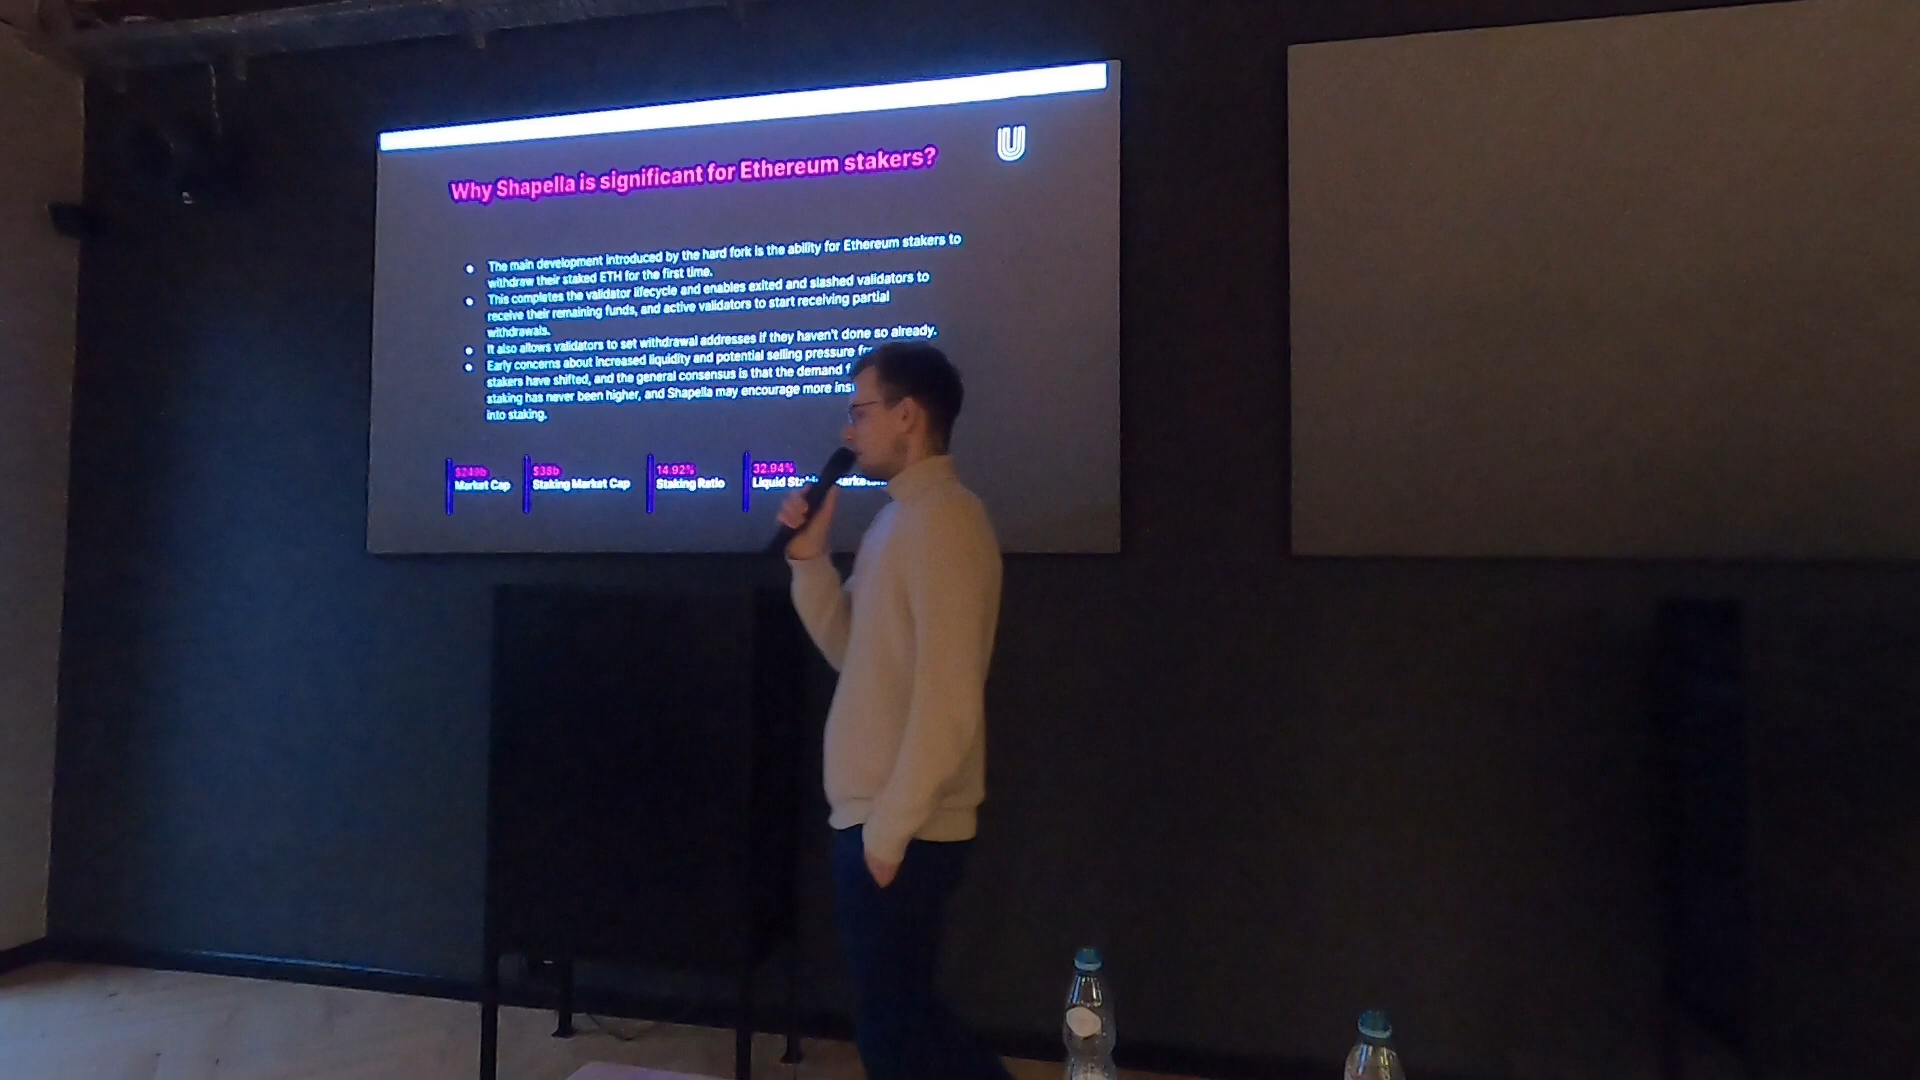 U
Why Shapella is significant for Ethereum stakers?
The main development introduced by the hard fork is the ability for Ethereum stakers to
withdraw their staked ETH for the first time.
This completes the validator lifecycle and enables exited and slashed validators to
receive their remaining funds, and active validators to start receiving partial
withdrawals.
It also allows validators to set withdrawal addresses if they haven't done so already.
Early concerns about increased liquidity and potential selling pressure
stakers have shifted, and the general consensus is that the demand
staking has never been higher, and Shapella may encourage more
into staking.
$249b $38b 14.92% 32.94%
Market Cap Staking Market Cap Staking Ratio Liquid